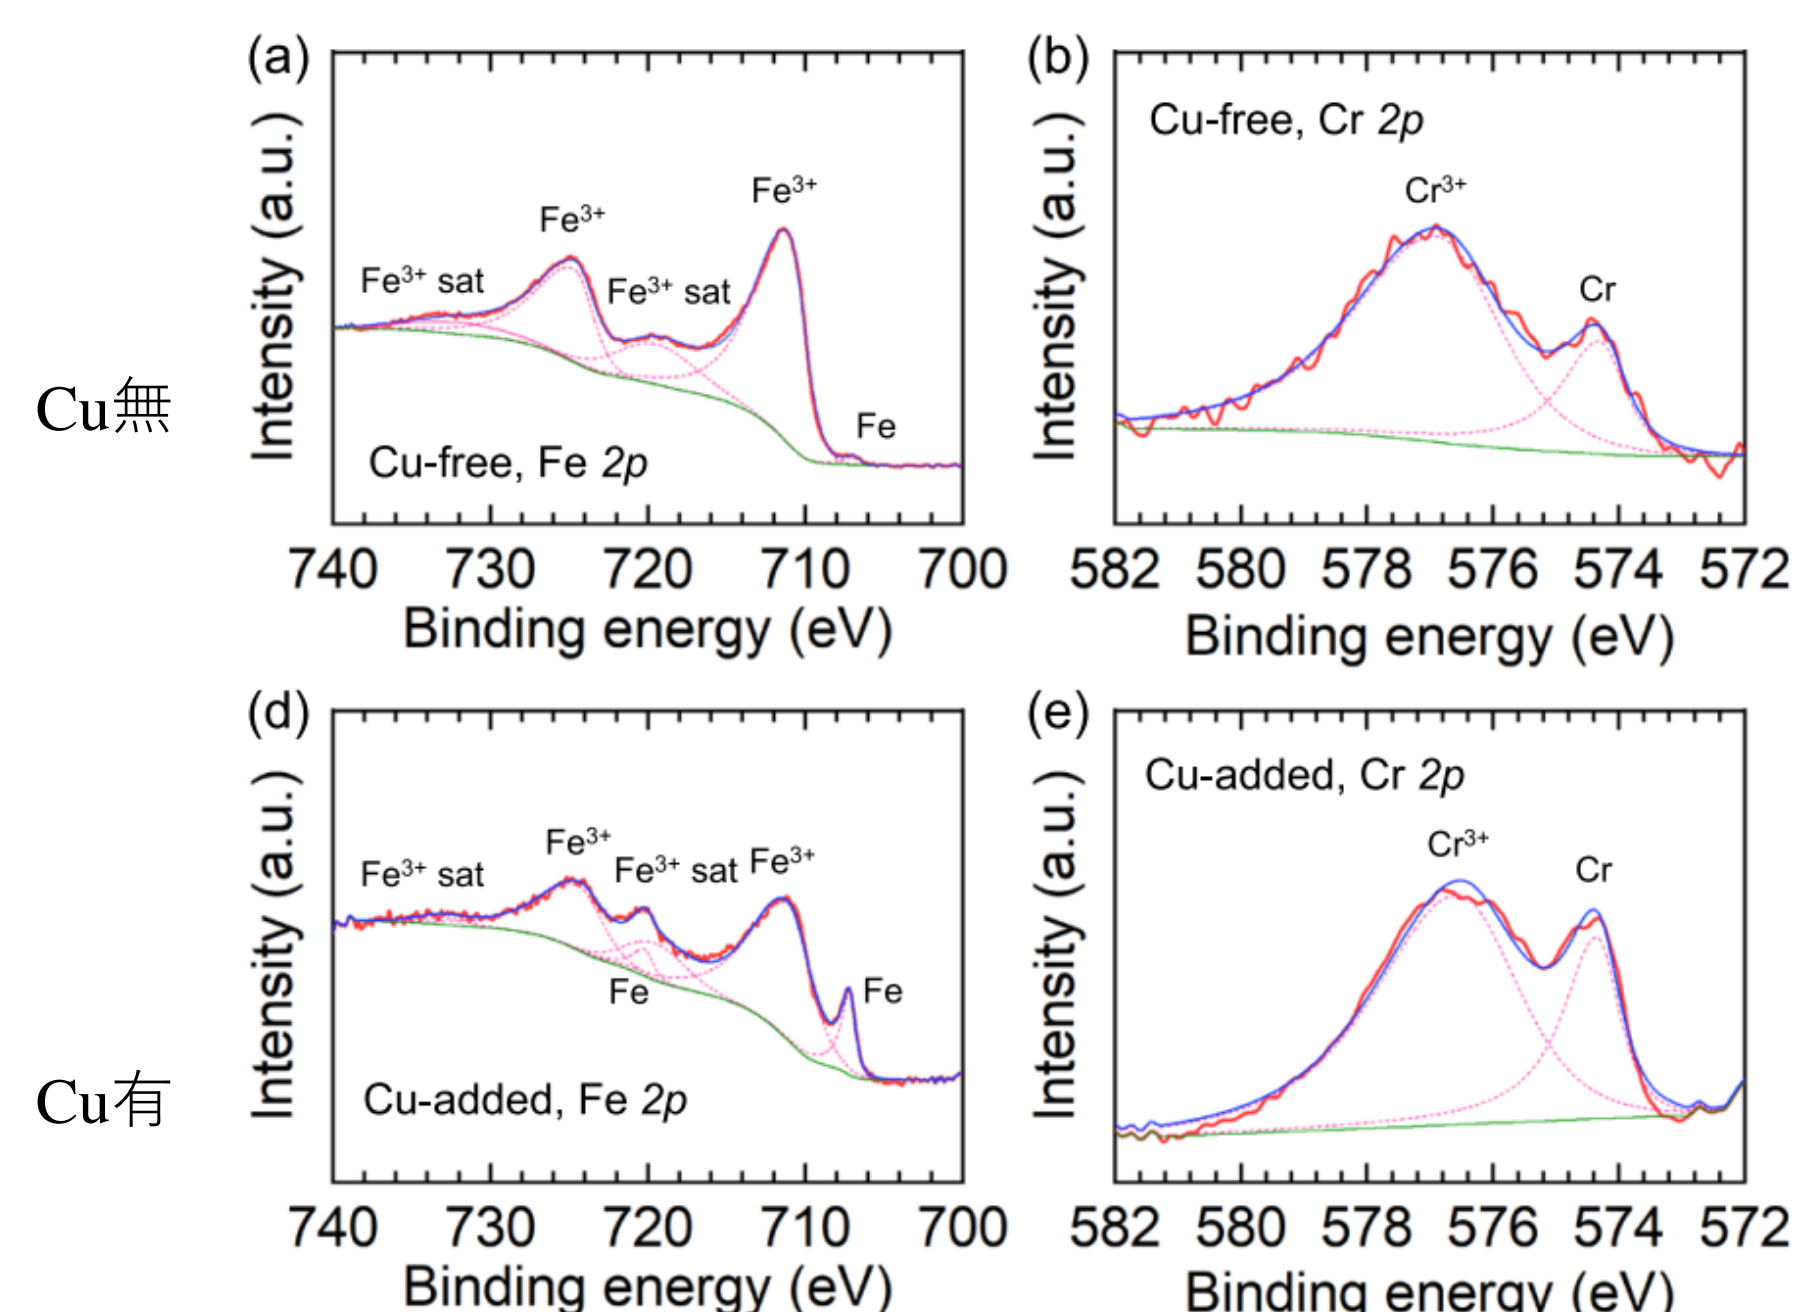 Cu無
(a)
Intensity (a.u.)
Fe³⁺ sat
Fe³⁺
Fe³⁺ sat
Fe³⁺
Fe
Cu-free, Fe 2p
740 730 720 710 700
Binding energy (eV)
(b)
Intensity (a.u.)
Cu-free, Cr 2p
Cr³⁺
Cr
582 580 578 576 574 572
Binding energy (eV)
Cu有
(d)
Intensity (a.u.)
Fe³⁺ sat
Fe³⁺
Fe³⁺ sat
Fe³⁺
Fe
Fe
Cu-added, Fe 2p
740 730 720 710 700
Binding energy (eV)
(e)
Intensity (a.u.)
Cu-added, Cr 2p
Cr³⁺
Cr
582 580 578 576 574 572
Binding energy (eV)